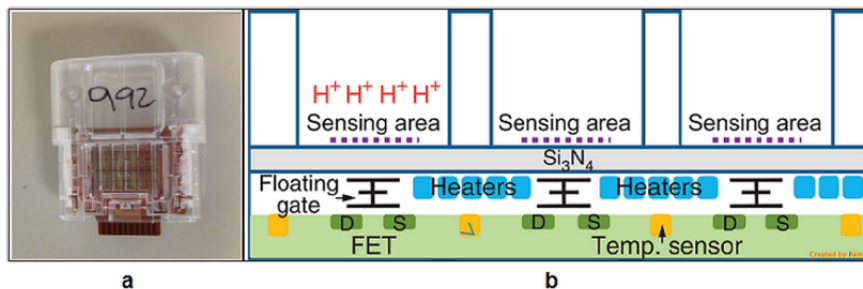 992
H+ H+ H+ H+
Sensing area
Sensing area
Sensing area
Si3N4
Floating gate
Heaters
Heaters
D
S
D
S
D
S
FET
Temp. sensor
a
b